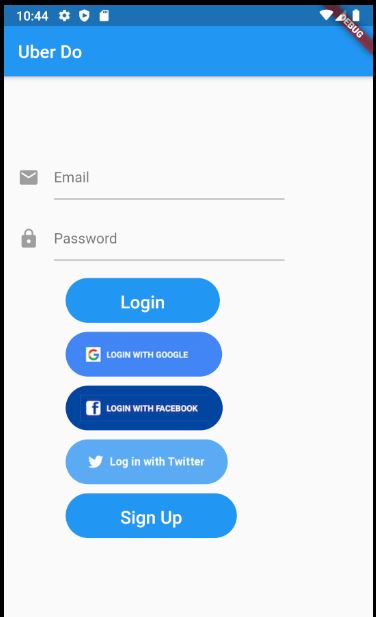 10:44
DEBUG
Uber Do
Email
Password
Login
LOGIN WITH GOOGLE
LOGIN WITH FACEBOOK
Log in with Twitter
Sign Up